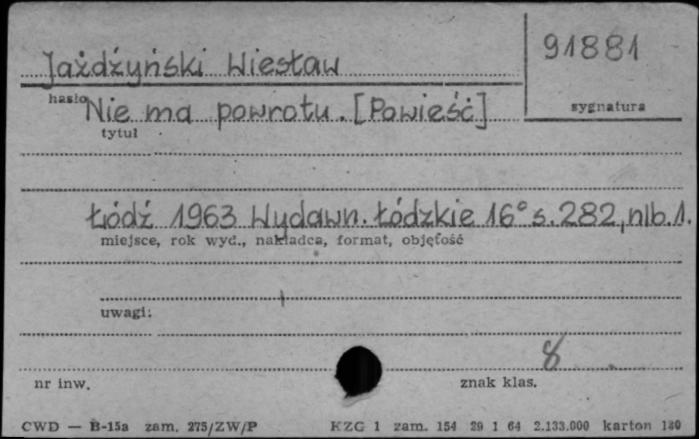 Jażdżyński Wiesław
91881
hasło
sygnatura
Nie ma powrotu. [Powieść]
tytuł
Łódź 1963 Wydawn. Łódzkie 16° s. 282, nlb. 1.
miejsce, rok wyd., nakładca, format, objętość
uwagi:
8
nr inw.
znak klas.
CWD — B-15a zam. 275/ZW/P
KZG 1 zam. 154 29 1 64 2.133.000 karton 180